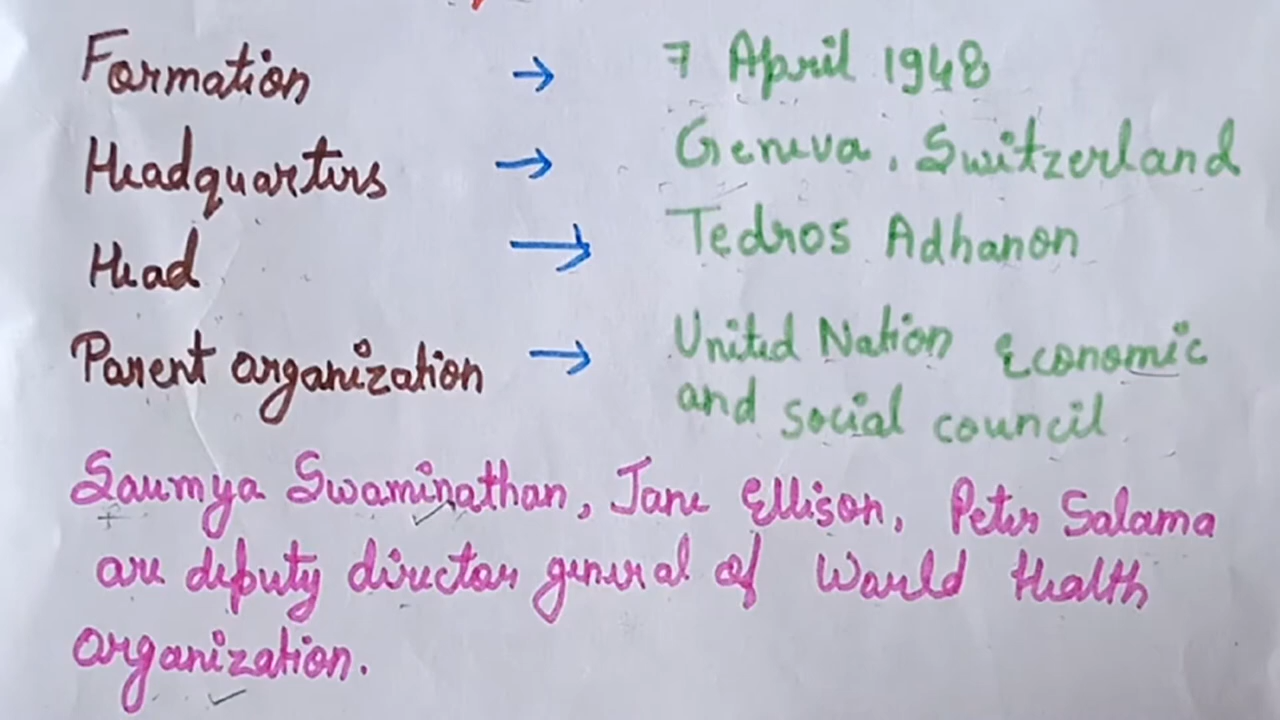 Formation → 7 April 1948
Headquarters → Geneva, Switzerland
Head → Tedros Adhanon
Parent organization → United Nation Economic
and social council
Saumya Swaminathan, Jane Ellison, Peter Salama
are deputy director general of World Health
organization.